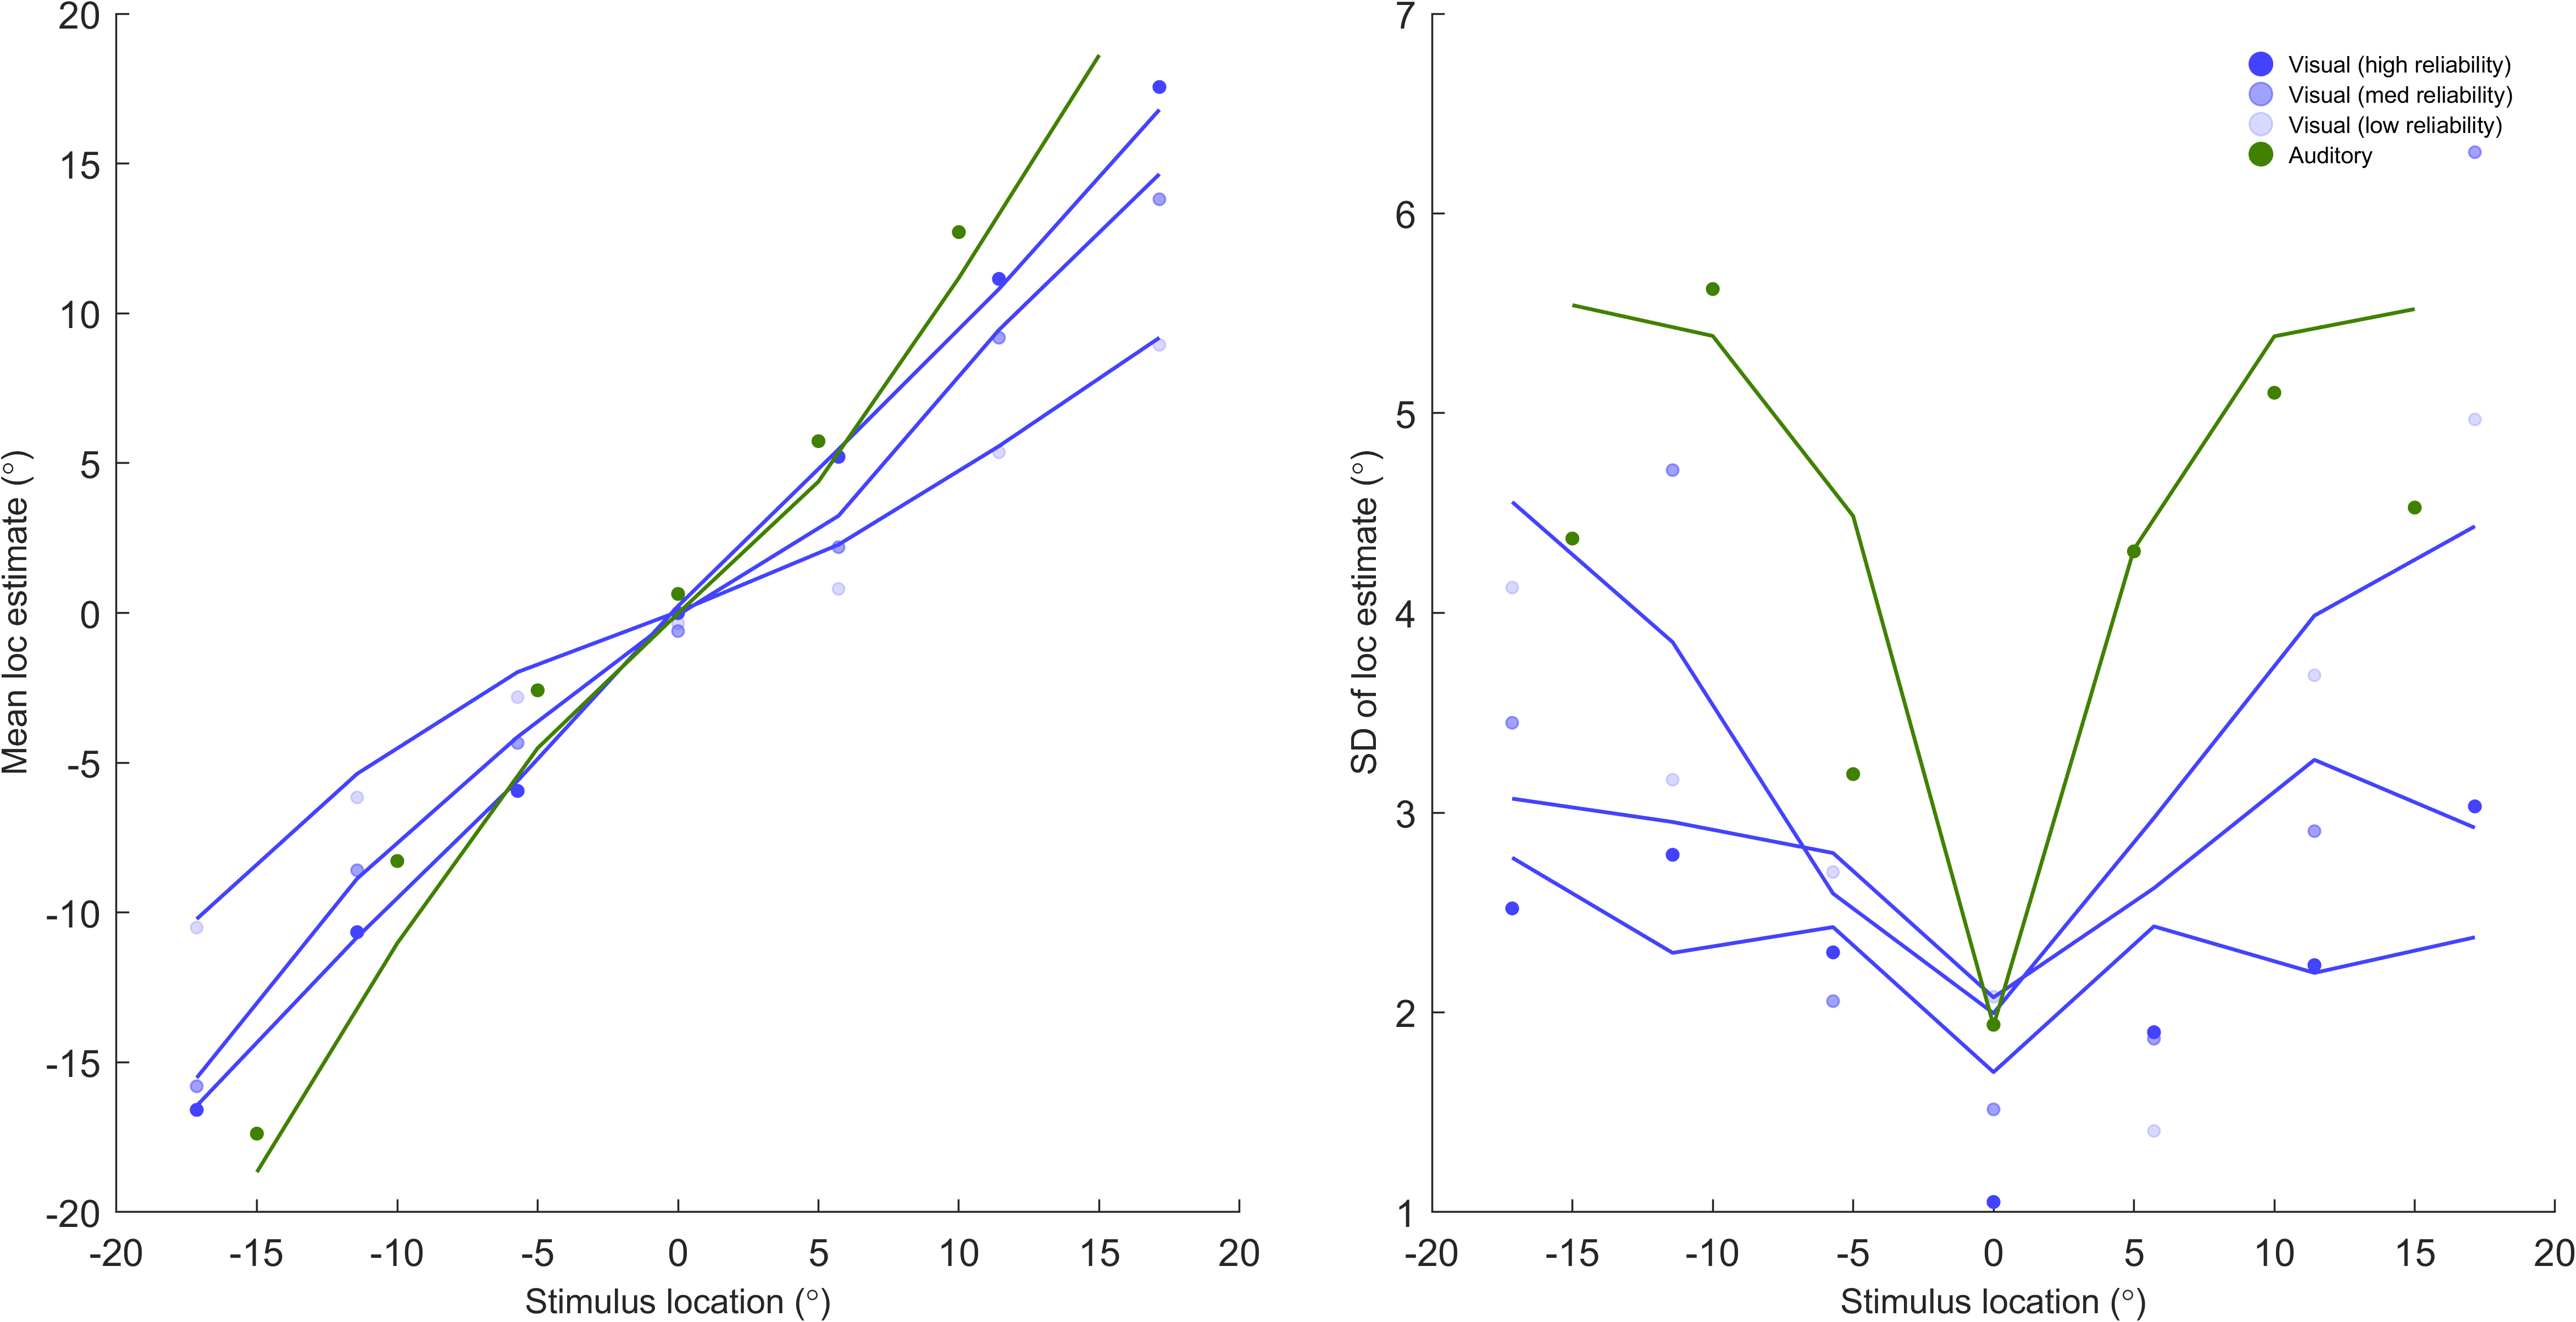 20
15
10
5
0
-5
-10
-15
-20
Mean loc estimate (°)
-20 -15 -10 -5 0 5 10 15 20
Stimulus location (°)
7
6
5
4
3
2
1
SD of loc estimate (°)
-20 -15 -10 -5 0 5 10 15 20
Stimulus location (°)
Visual (high reliability)
Visual (med reliability)
Visual (low reliability)
Auditory